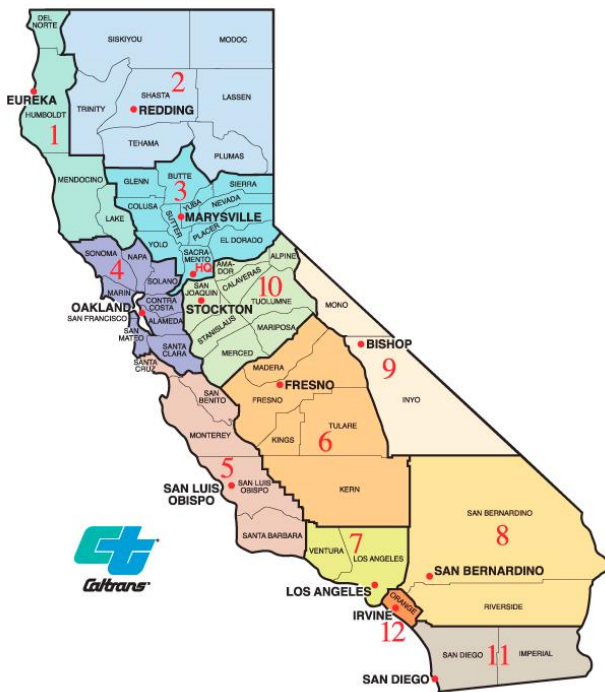 DEL
NORTE
SISKIYOU
MODOC
EUREKA
HUMBOLDT
1
TRINITY
2
SHASTA
REDDING
LASSEN
TEHAMA
PLUMAS
MENDOCINO
LAKE
GLENN
BUTTE
3
SIERRA
COLUSA
YUBA
NEVADA
SUTTER
MARYSVILLE
PLACER
YOLO
EL DORADO
SACRA-
MENTO
HQ
SONOMA
4
NAPA
SOLANO
MARIN
CONTRA
COSTA
OAKLAND
SAN FRANCISCO
ALAMEDA
SAN
MATEO
SANTA
CLARA
SANTA
CRUZ
AMA-
DOR
ALPINE
CALAVERAS
10
SAN
JOAQUIN
STOCKTON
TUOLUMNE
STANISLAUS
MARIPOSA
MERCED
MONO
BISHOP
9
INYO
MADERA
FRESNO
FRESNO
TULARE
KINGS
6
KERN
SAN
BENITO
MONTEREY
5
SAN LUIS
OBISPO
SAN LUIS
OBISPO
SANTA BARBARA
VENTURA
7
LOS ANGELES
LOS ANGELES
SAN BERNARDINO
8
SAN BERNARDINO
RIVERSIDE
ORANGE
IRVINE
12
SAN DIEGO
11
IMPERIAL
SAN DIEGO
ct
Caltrans